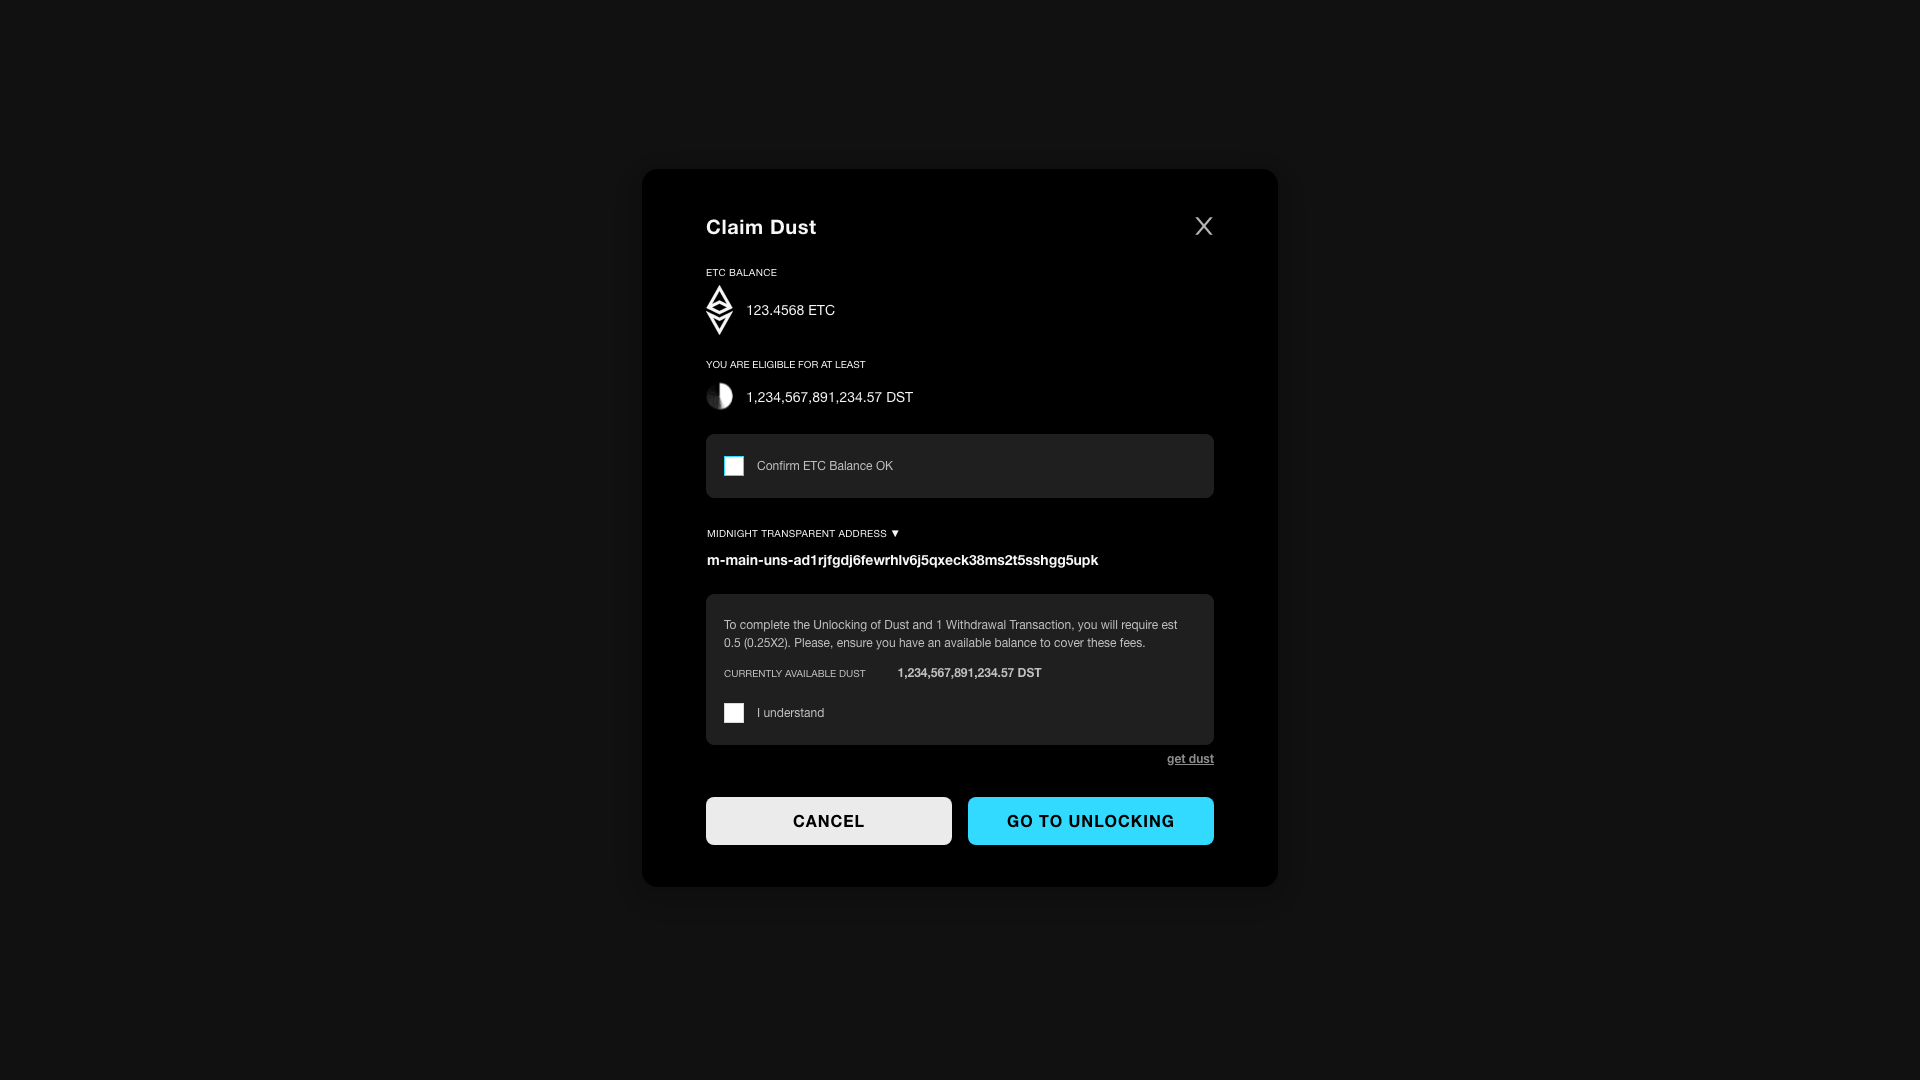 Claim Dust
X
ETC BALANCE
123.4568 ETC
YOU ARE ELIGIBLE FOR AT LEAST
1,234,567,891,234.57 DST
Confirm ETC Balance OK
MIDNIGHT TRANSPARENT ADDRESS ▼
m-main-uns-ad1rjfgdj6fewrhlv6j5qxeck38ms2t5sshgg5upk
To complete the Unlocking of Dust and 1 Withdrawal Transaction, you will require est
0.5 (0.25X2). Please, ensure you have an available balance to cover these fees.
CURRENTLY AVAILABLE DUST 1,234,567,891,234.57 DST
I understand
get dust
CANCEL GO TO UNLOCKING